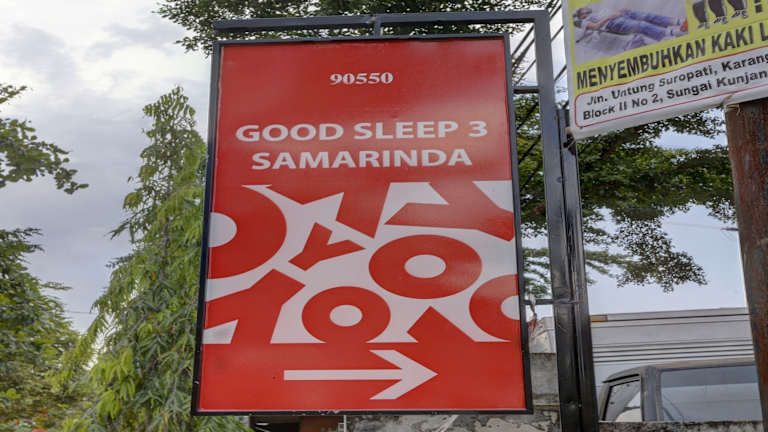 90550
GOOD SLEEP 3
SAMARINDA
OYO
MENYEMBUHKAN KAKI
Jln. Untung Suropati, Karang
Block II No 2, Sungai Kunjan